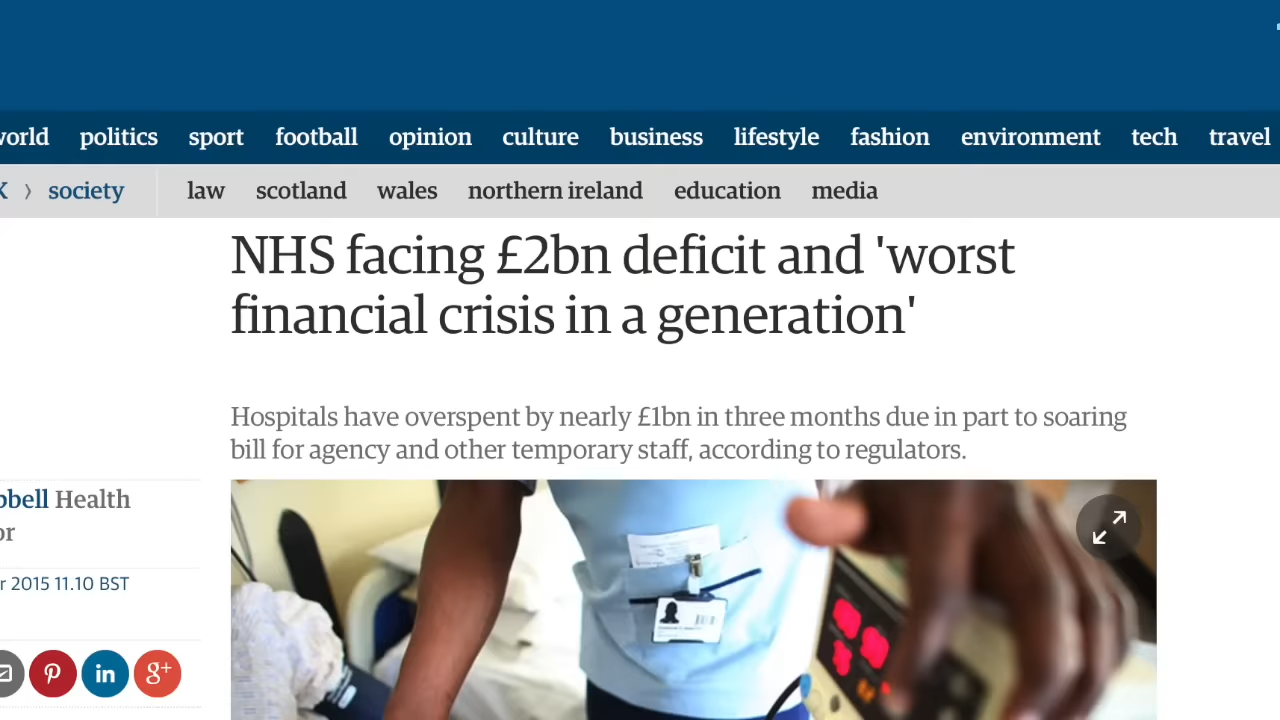 world politics sport football opinion culture business lifestyle fashion environment tech travel
society law scotland wales northern ireland education media
NHS facing £2bn deficit and 'worst
financial crisis in a generation'
Hospitals have overspent by nearly £1bn in three months due in part to soaring
bill for agency and other temporary staff, according to regulators.
Health
2015 11.10 BST
in
g+